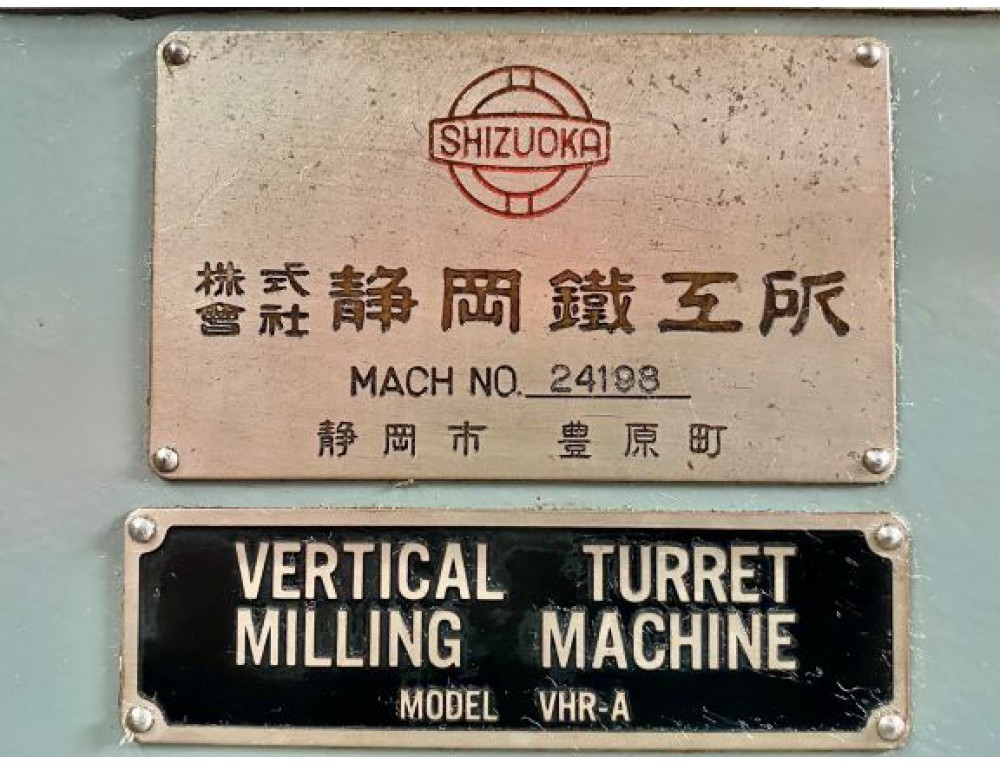 SHIZUOKA
株式會社 静岡鐵工所
MACH NO. 24198
静岡市 豊原町
VERTICAL TURRET
MILLING MACHINE
MODEL VHR-A